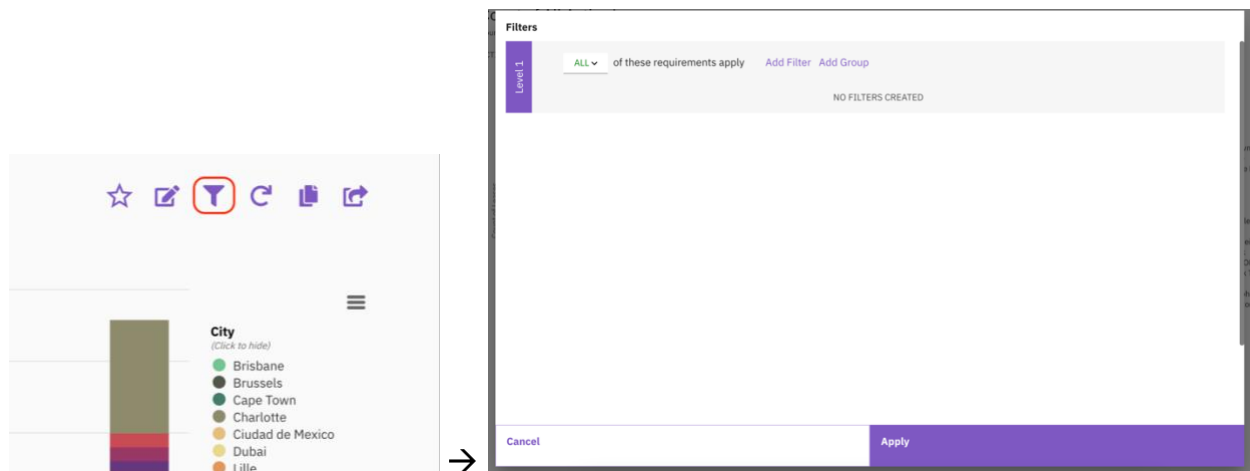 City
(Click to hide)
Brisbane
Brussels
Cape Town
Charlotte
Ciudad de Mexico
Dubai
Lille
→
Filters
Level 1
ALL of these requirements apply Add Filter Add Group
NO FILTERS CREATED
Cancel Apply